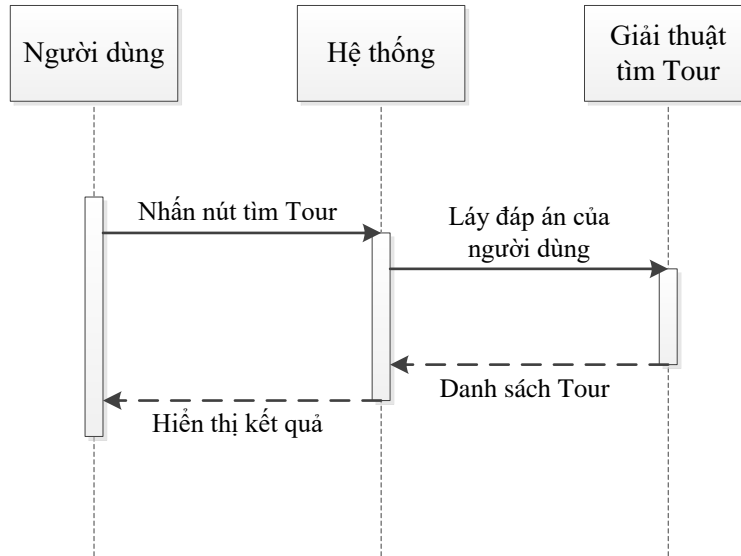 Người dùng
Hệ thống
Giải thuật
tìm Tour
Nhấn nút tìm Tour
Láy đáp án của
người dùng
Danh sách Tour
Hiển thị kết quả